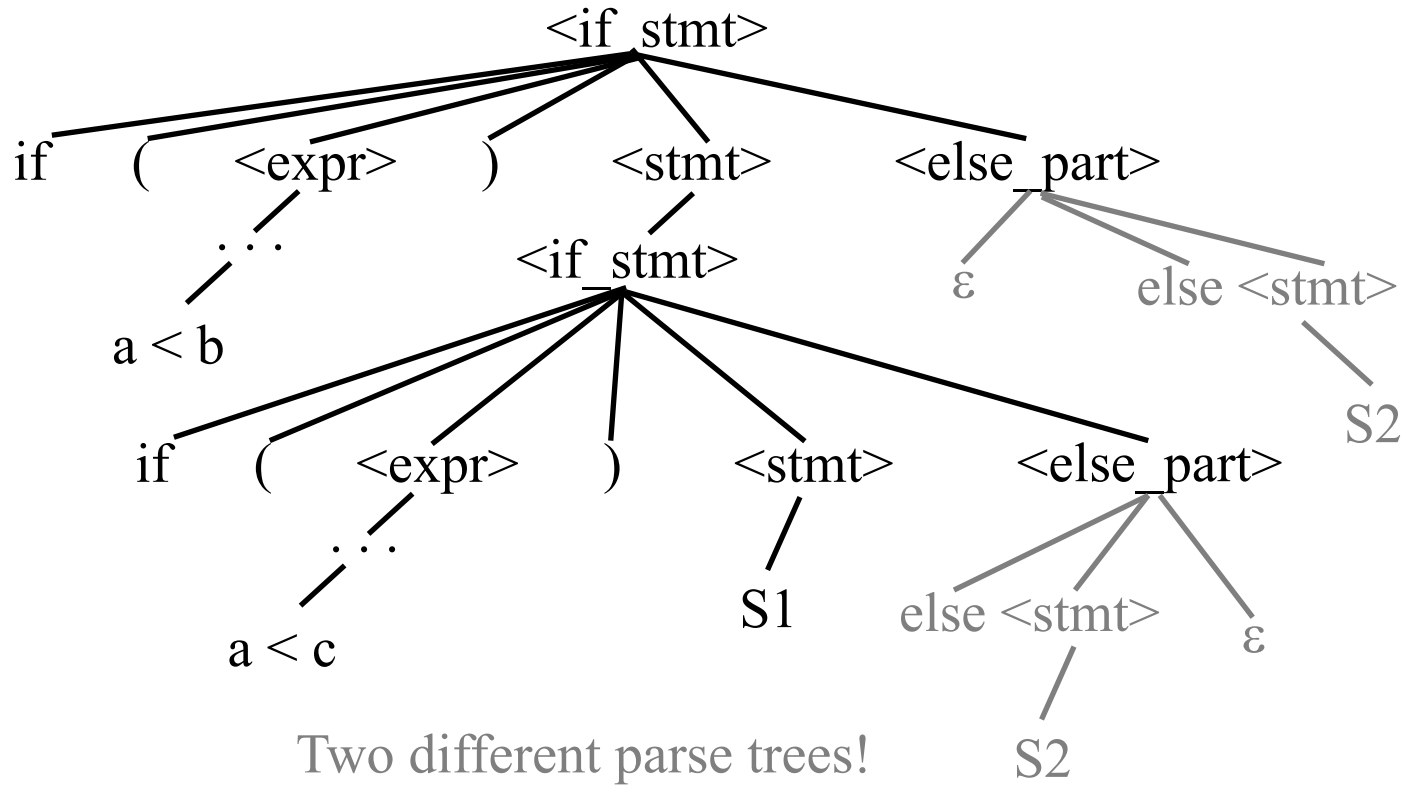 <if_stmt>
if ( <expr> ) <stmt> <else_part>
. . .
<if_stmt>
ε else <stmt>
a < b
S2
if ( <expr> ) <stmt> <else_part>
. . .
S1 else <stmt> ε
a < c
Two different parse trees! S2